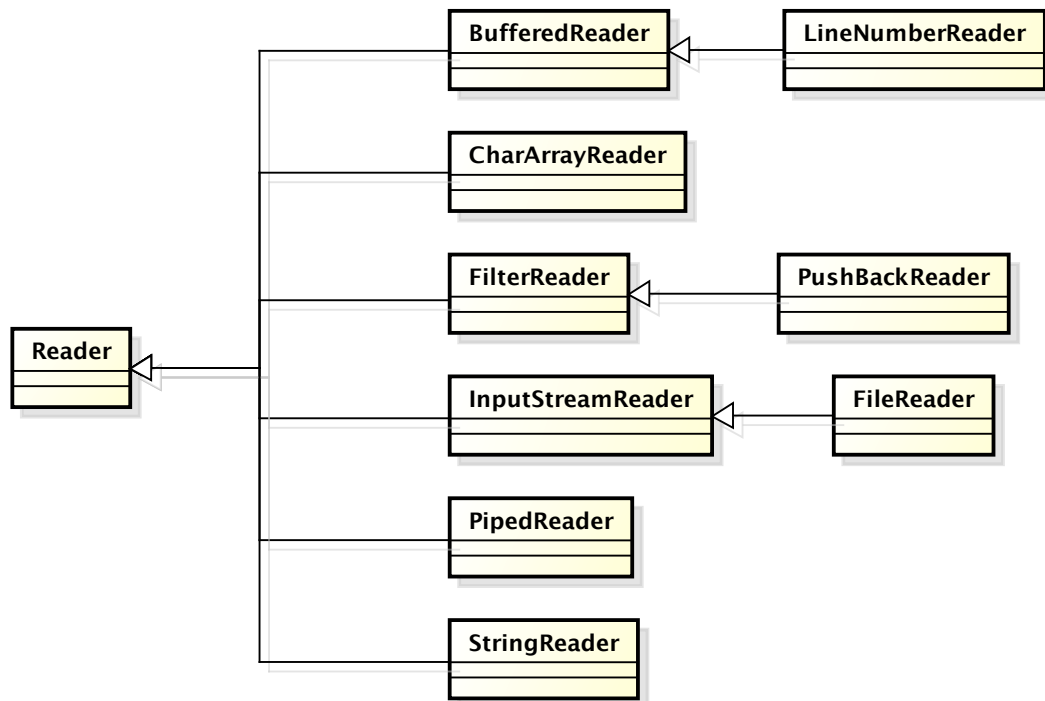 BufferedReader
LineNumberReader
CharArrayReader
FilterReader
PushBackReader
Reader
InputStreamReader
FileReader
PipedReader
StringReader